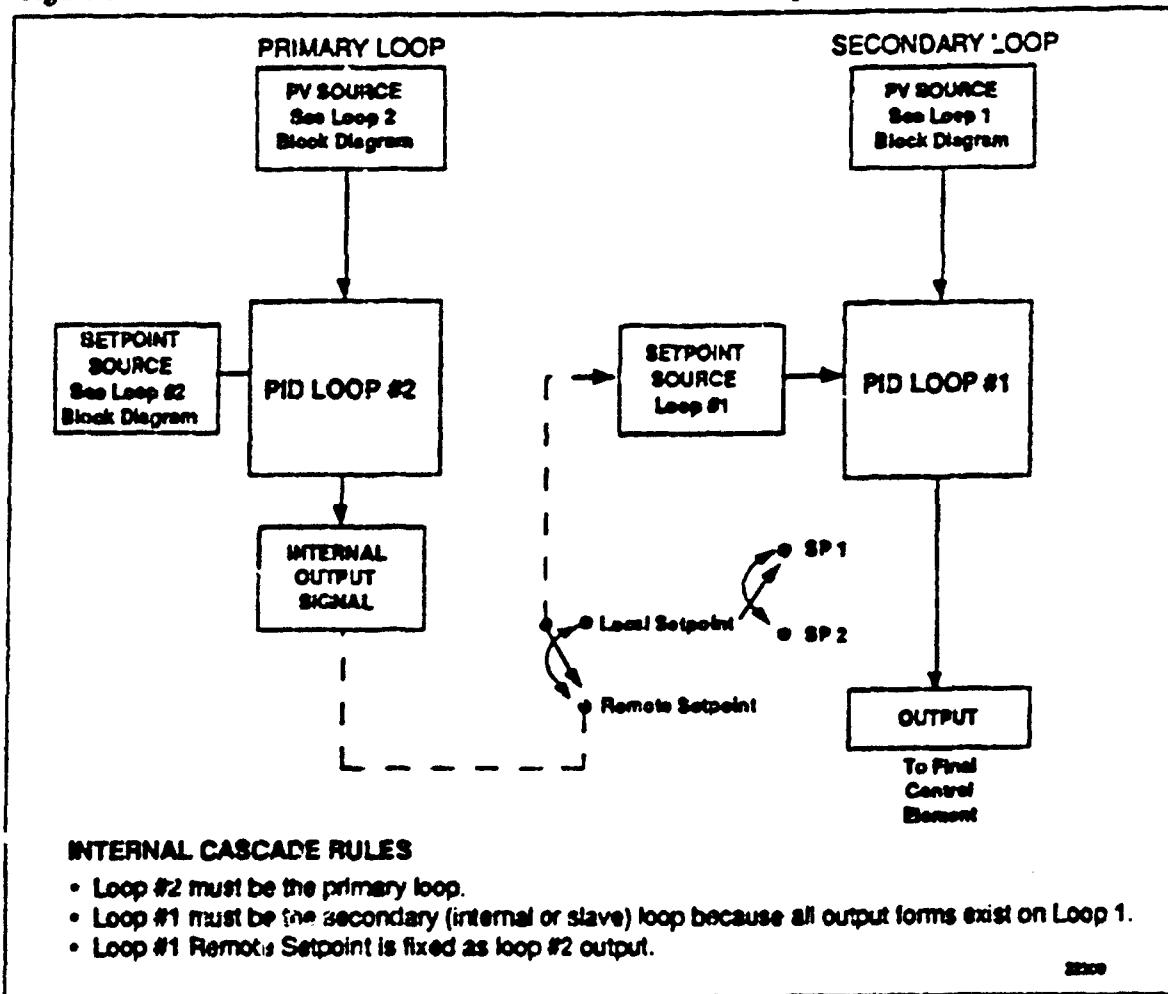 PRIMARY LOOP
PV SOURCE
See Loop 2
Block Diagram
SETPOINT
SOURCE
See Loop #2
Block Diagram
PID LOOP #2
INTERNAL
OUTPUT
SIGNAL
SECONDARY LOOP
PV SOURCE
See Loop 1
Block Diagram
SETPOINT
SOURCE
Loop #1
PID LOOP #1
SP 1
Local Setpoint
SP 2
Remote Setpoint
OUTPUT
To Final
Control
Element
INTERNAL CASCADE RULES
• Loop #2 must be the primary loop.
• Loop #1 must be the secondary (internal or slave) loop because all output forms exist on Loop 1.
• Loop #1 Remote Setpoint is fixed as loop #2 output.